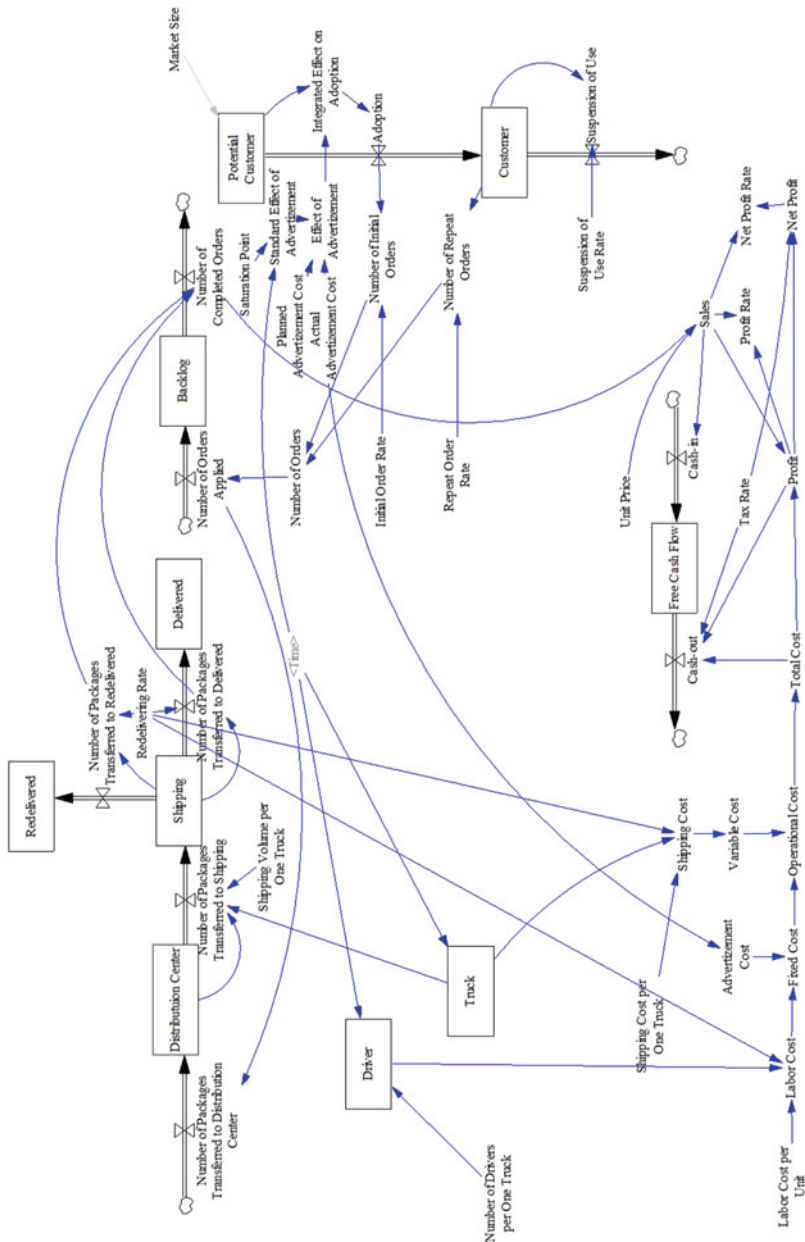 Market Size
Redelivered
Number of Packages
Transferred to Redelivered
Redelivering Rate
Number of Packages
Transferred to Delivered
Shipping
Delivered
Number of Packages
Transferred to Shipping
Shipping Volume per
One Truck
Distributuion Center
Number of Packages
Transferred to Distribution
Center
Number of Orders
Applied
Backlog
Number of
Completed Orders
Saturation Point
Standard Effect of
Advertizement
Potential
Customer
Integrated Effect on
Adoption
Adoption
Effect of
Advertizement
Planned
Advertizement Cost
Actual
Advertizement Cost
Number of Initial
Orders
Number of Orders
Initial Order Rate
Number of Repeat
Orders
Repeat Order
Rate
Customer
Suspension of Use
Suspension of
Use Rate
<Time>
Driver
Truck
Number of Drivers
per One Truck
Shipping Cost per
One Truck
Shipping Cost
Variable Cost
Advertizement
Cost
Labor Cost per
Unit
Labor Cost
Fixed Cost
Operational Cost
Total Cost
Cash-out
Free Cash Flow
Cash-in
Unit Price
Sales
Tax Rate
Profit
Profit Rate
Net Profit Rate
Net Profit